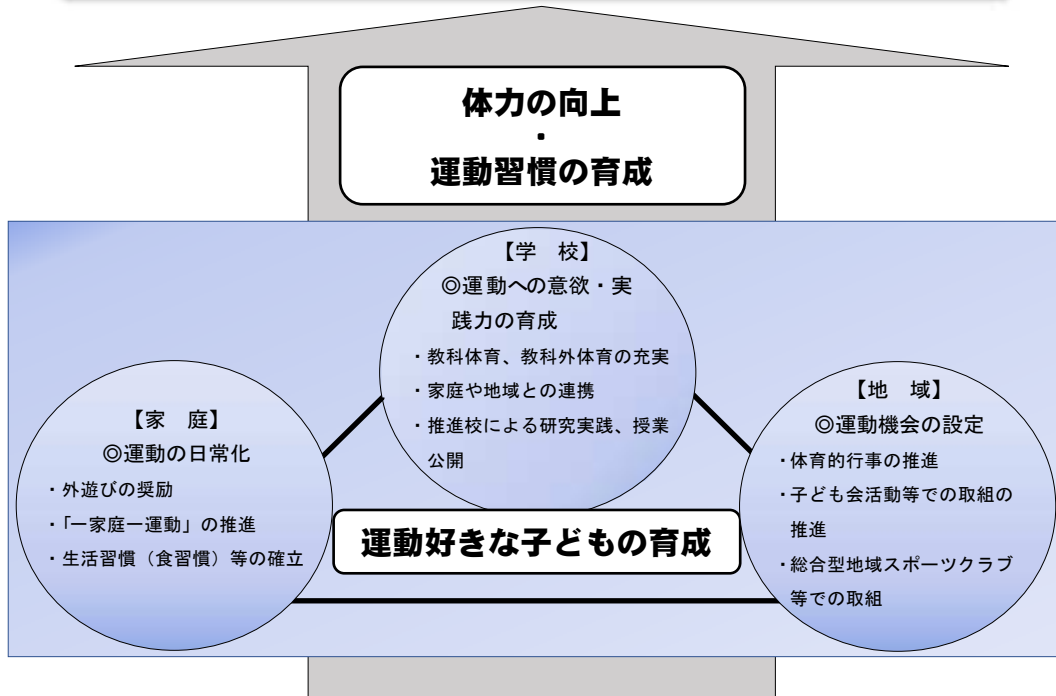 体力の向上
・
運動習慣の育成
【学　校】
◎運動への意欲・実
践力の育成
・教科体育、教科外体育の充実
・家庭や地域との連携
・推進校による研究実践、授業
公開
【家　庭】
◎運動の日常化
・外遊びの奨励
・「一家庭一運動」の推進
・生活習慣（食習慣）等の確立
【地　域】
◎運動機会の設定
・体育的行事の推進
・子ども会活動等での取組の
推進
・総合型地域スポーツクラブ
等での取組
運動好きな子どもの育成